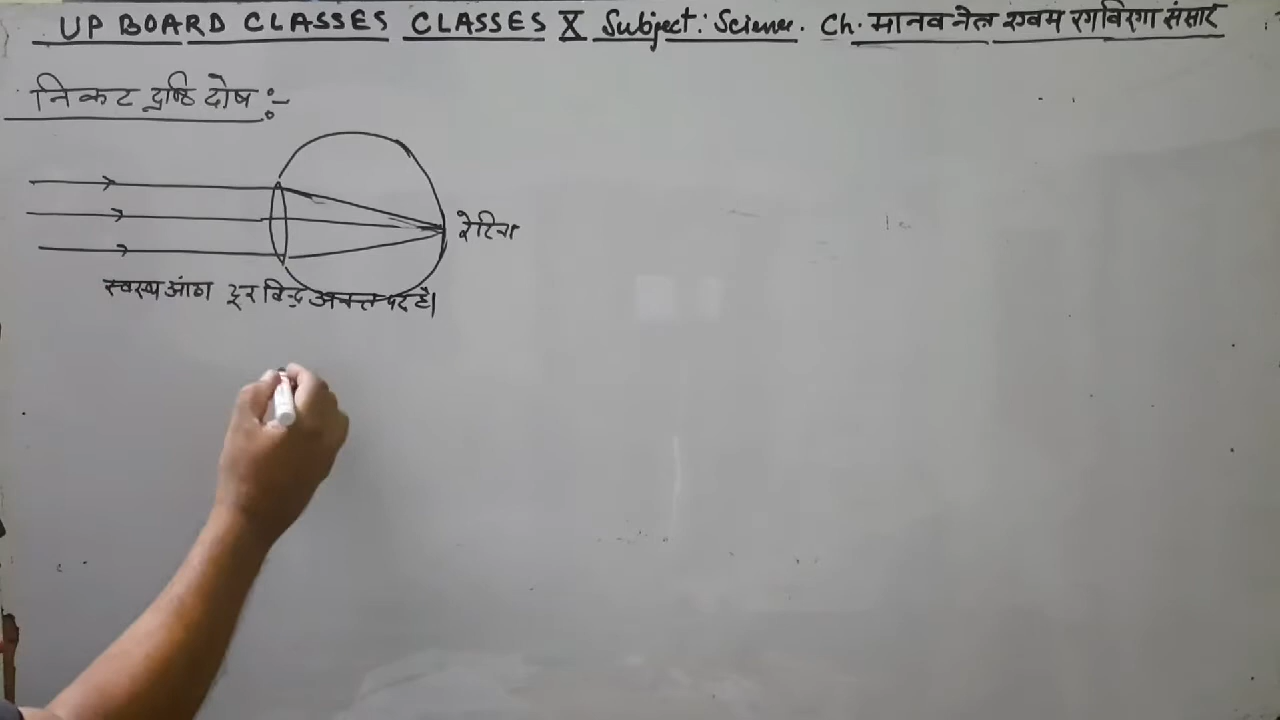 UP BOARD CLASSES CLASSES X Subject: Science. Ch. मानव नेत्र एवम रंगबिरंगा संसार
निकट दृष्टि दोष :-
रेटिना
स्वस्थ आंख दूर बिन्दु अनन्त पर है।